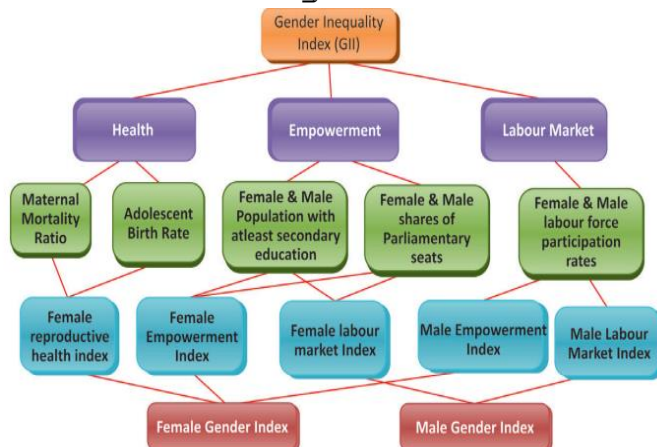 Gender Inequality
Index (GII)
Health
Empowerment
Labour Market
Maternal
Mortality
Ratio
Adolescent
Birth Rate
Female & Male
Population with
atleast secondary
education
Female & Male
shares of
Parliamentary
seats
Female & Male
labour force
participation
rates
Female
reproductive
health index
Female
Empowerment
Index
Female labour
market Index
Male Empowerment
Index
Male Labour
Market Index
Female Gender Index
Male Gender Index